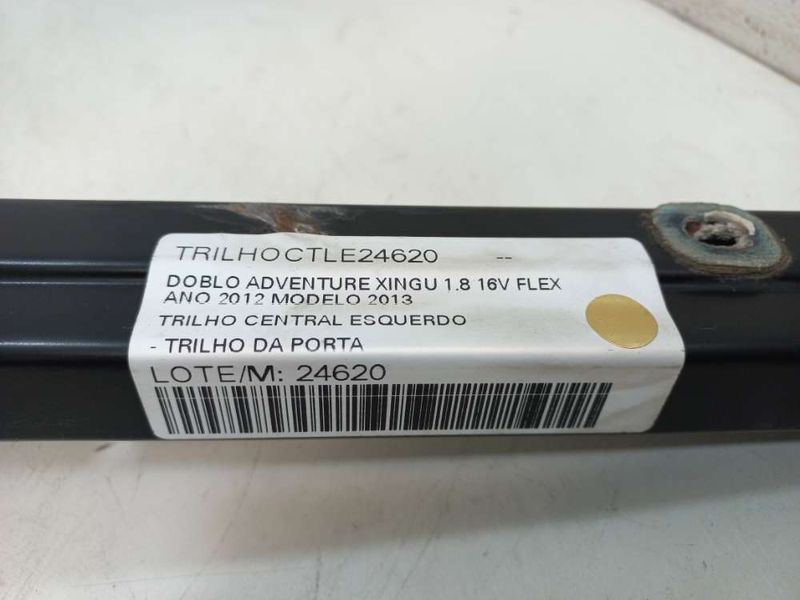 TRILHOCTLE24620 --
DOBLO ADVENTURE XINGU 1.8 16V FLEX
ANO 2012 MODELO 2013
TRILHO CENTRAL ESQUERDO
- TRILHO DA PORTA
LOTE/M: 24620